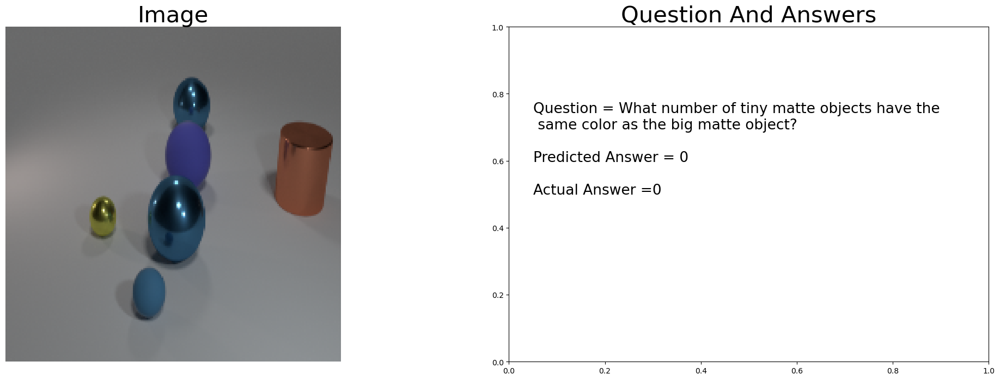 Image
Question And Answers
1.0
0.8
0.6
0.4
0.2
0.0
Question = What number of tiny matte objects have the
same color as the big matte object?
Predicted Answer = 0
Actual Answer =0
0.0 0.2 0.4 0.6 0.8 1.0